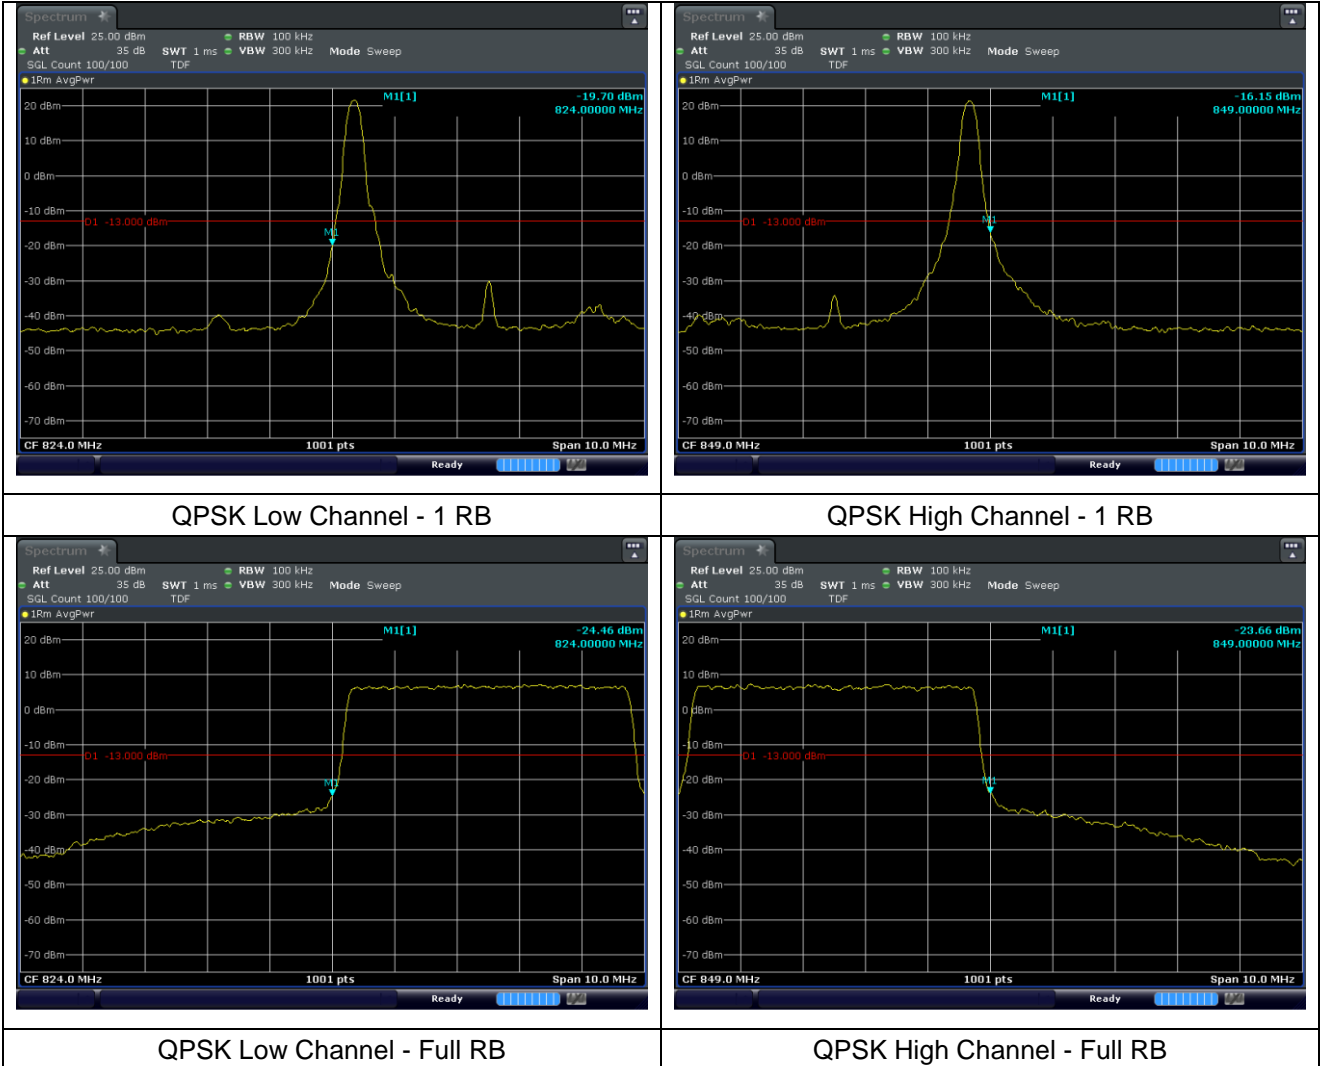 Spectrum
Ref Level 25.00 dBm RBW 100 kHz
Att 35 dB SWT 1 ms VBW 300 kHz Mode Sweep
SGL Count 100/100 TDF
1Rm AvgPwr
M1[1] -19.70 dBm
824.00000 MHz
20 dBm
10 dBm
0 dBm
-10 dBm
D1 -13.000 dBm
M1
-20 dBm
-30 dBm
-40 dBm
-50 dBm
-60 dBm
-70 dBm
CF 824.0 MHz 1001 pts Span 10.0 MHz
Ready
QPSK Low Channel - 1 RB
Spectrum
Ref Level 25.00 dBm RBW 100 kHz
Att 35 dB SWT 1 ms VBW 300 kHz Mode Sweep
SGL Count 100/100 TDF
1Rm AvgPwr
M1[1] -16.15 dBm
849.00000 MHz
20 dBm
10 dBm
0 dBm
-10 dBm
D1 -13.000 dBm
M1
-20 dBm
-30 dBm
-40 dBm
-50 dBm
-60 dBm
-70 dBm
CF 849.0 MHz 1001 pts Span 10.0 MHz
Ready
QPSK High Channel - 1 RB
Spectrum
Ref Level 25.00 dBm RBW 100 kHz
Att 35 dB SWT 1 ms VBW 300 kHz Mode Sweep
SGL Count 100/100 TDF
1Rm AvgPwr
M1[1] -24.46 dBm
824.00000 MHz
20 dBm
10 dBm
0 dBm
-10 dBm
D1 -13.000 dBm
-20 dBm
M1
-30 dBm
-40 dBm
-50 dBm
-60 dBm
-70 dBm
CF 824.0 MHz 1001 pts Span 10.0 MHz
Ready
QPSK Low Channel - Full RB
Spectrum
Ref Level 25.00 dBm RBW 100 kHz
Att 35 dB SWT 1 ms VBW 300 kHz Mode Sweep
SGL Count 100/100 TDF
1Rm AvgPwr
M1[1] -23.66 dBm
849.00000 MHz
20 dBm
10 dBm
0 dBm
-10 dBm
D1 -13.000 dBm
-20 dBm
M1
-30 dBm
-40 dBm
-50 dBm
-60 dBm
-70 dBm
CF 849.0 MHz 1001 pts Span 10.0 MHz
Ready
QPSK High Channel - Full RB